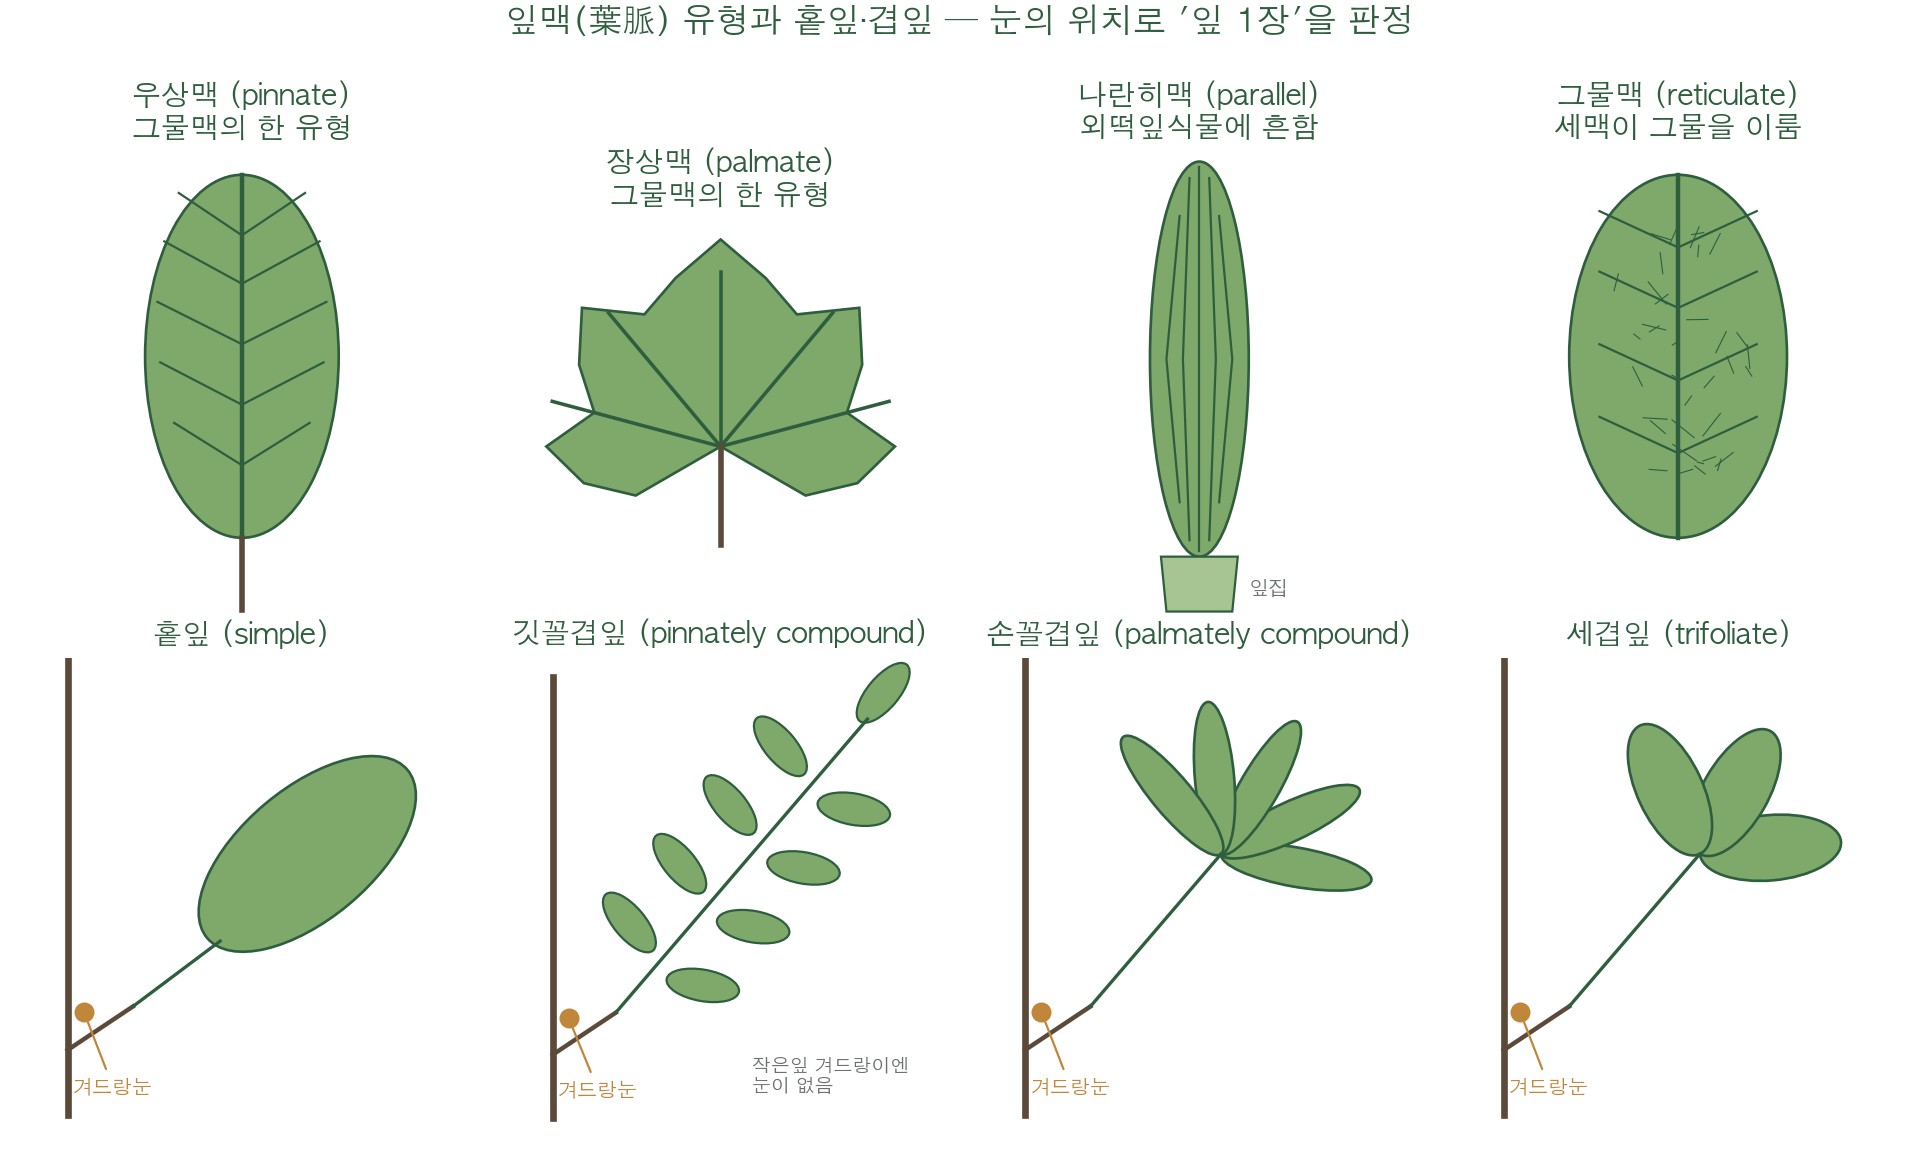 잎맥(葉脈) 유형과 홑잎·겹잎 — 눈의 위치로 '잎 1장'을 판정
우상맥 (pinnate)
그물맥의 한 유형
장상맥 (palmate)
그물맥의 한 유형
나란히맥 (parallel)
외떡잎식물에 흔함
그물맥 (reticulate)
세맥이 그물을 이룸
잎집
홑잎 (simple)
깃꼴겹잎 (pinnately compound)
손꼴겹잎 (palmately compound)
세겹잎 (trifoliate)
겨드랑눈
겨드랑눈
작은잎 겨드랑이엔
눈이 없음
겨드랑눈
겨드랑눈